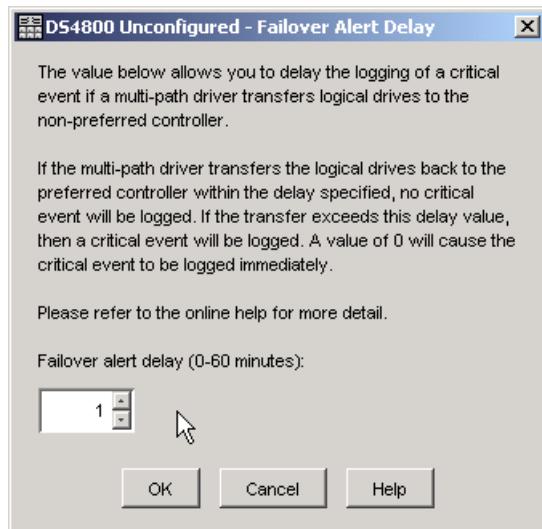 DS4800 Unconfigured - Failover Alert Delay
The value below allows you to delay the logging of a critical
event if a multi-path driver transfers logical drives to the
non-preferred controller.
If the multi-path driver transfers the logical drives back to the
preferred controller within the delay specified, no critical
event will be logged. If the transfer exceeds this delay value,
then a critical event will be logged. A value of 0 will cause the
critical event to be logged immediately.
Please refer to the online help for more detail.
Failover alert delay (0-60 minutes):
1
OK Cancel Help